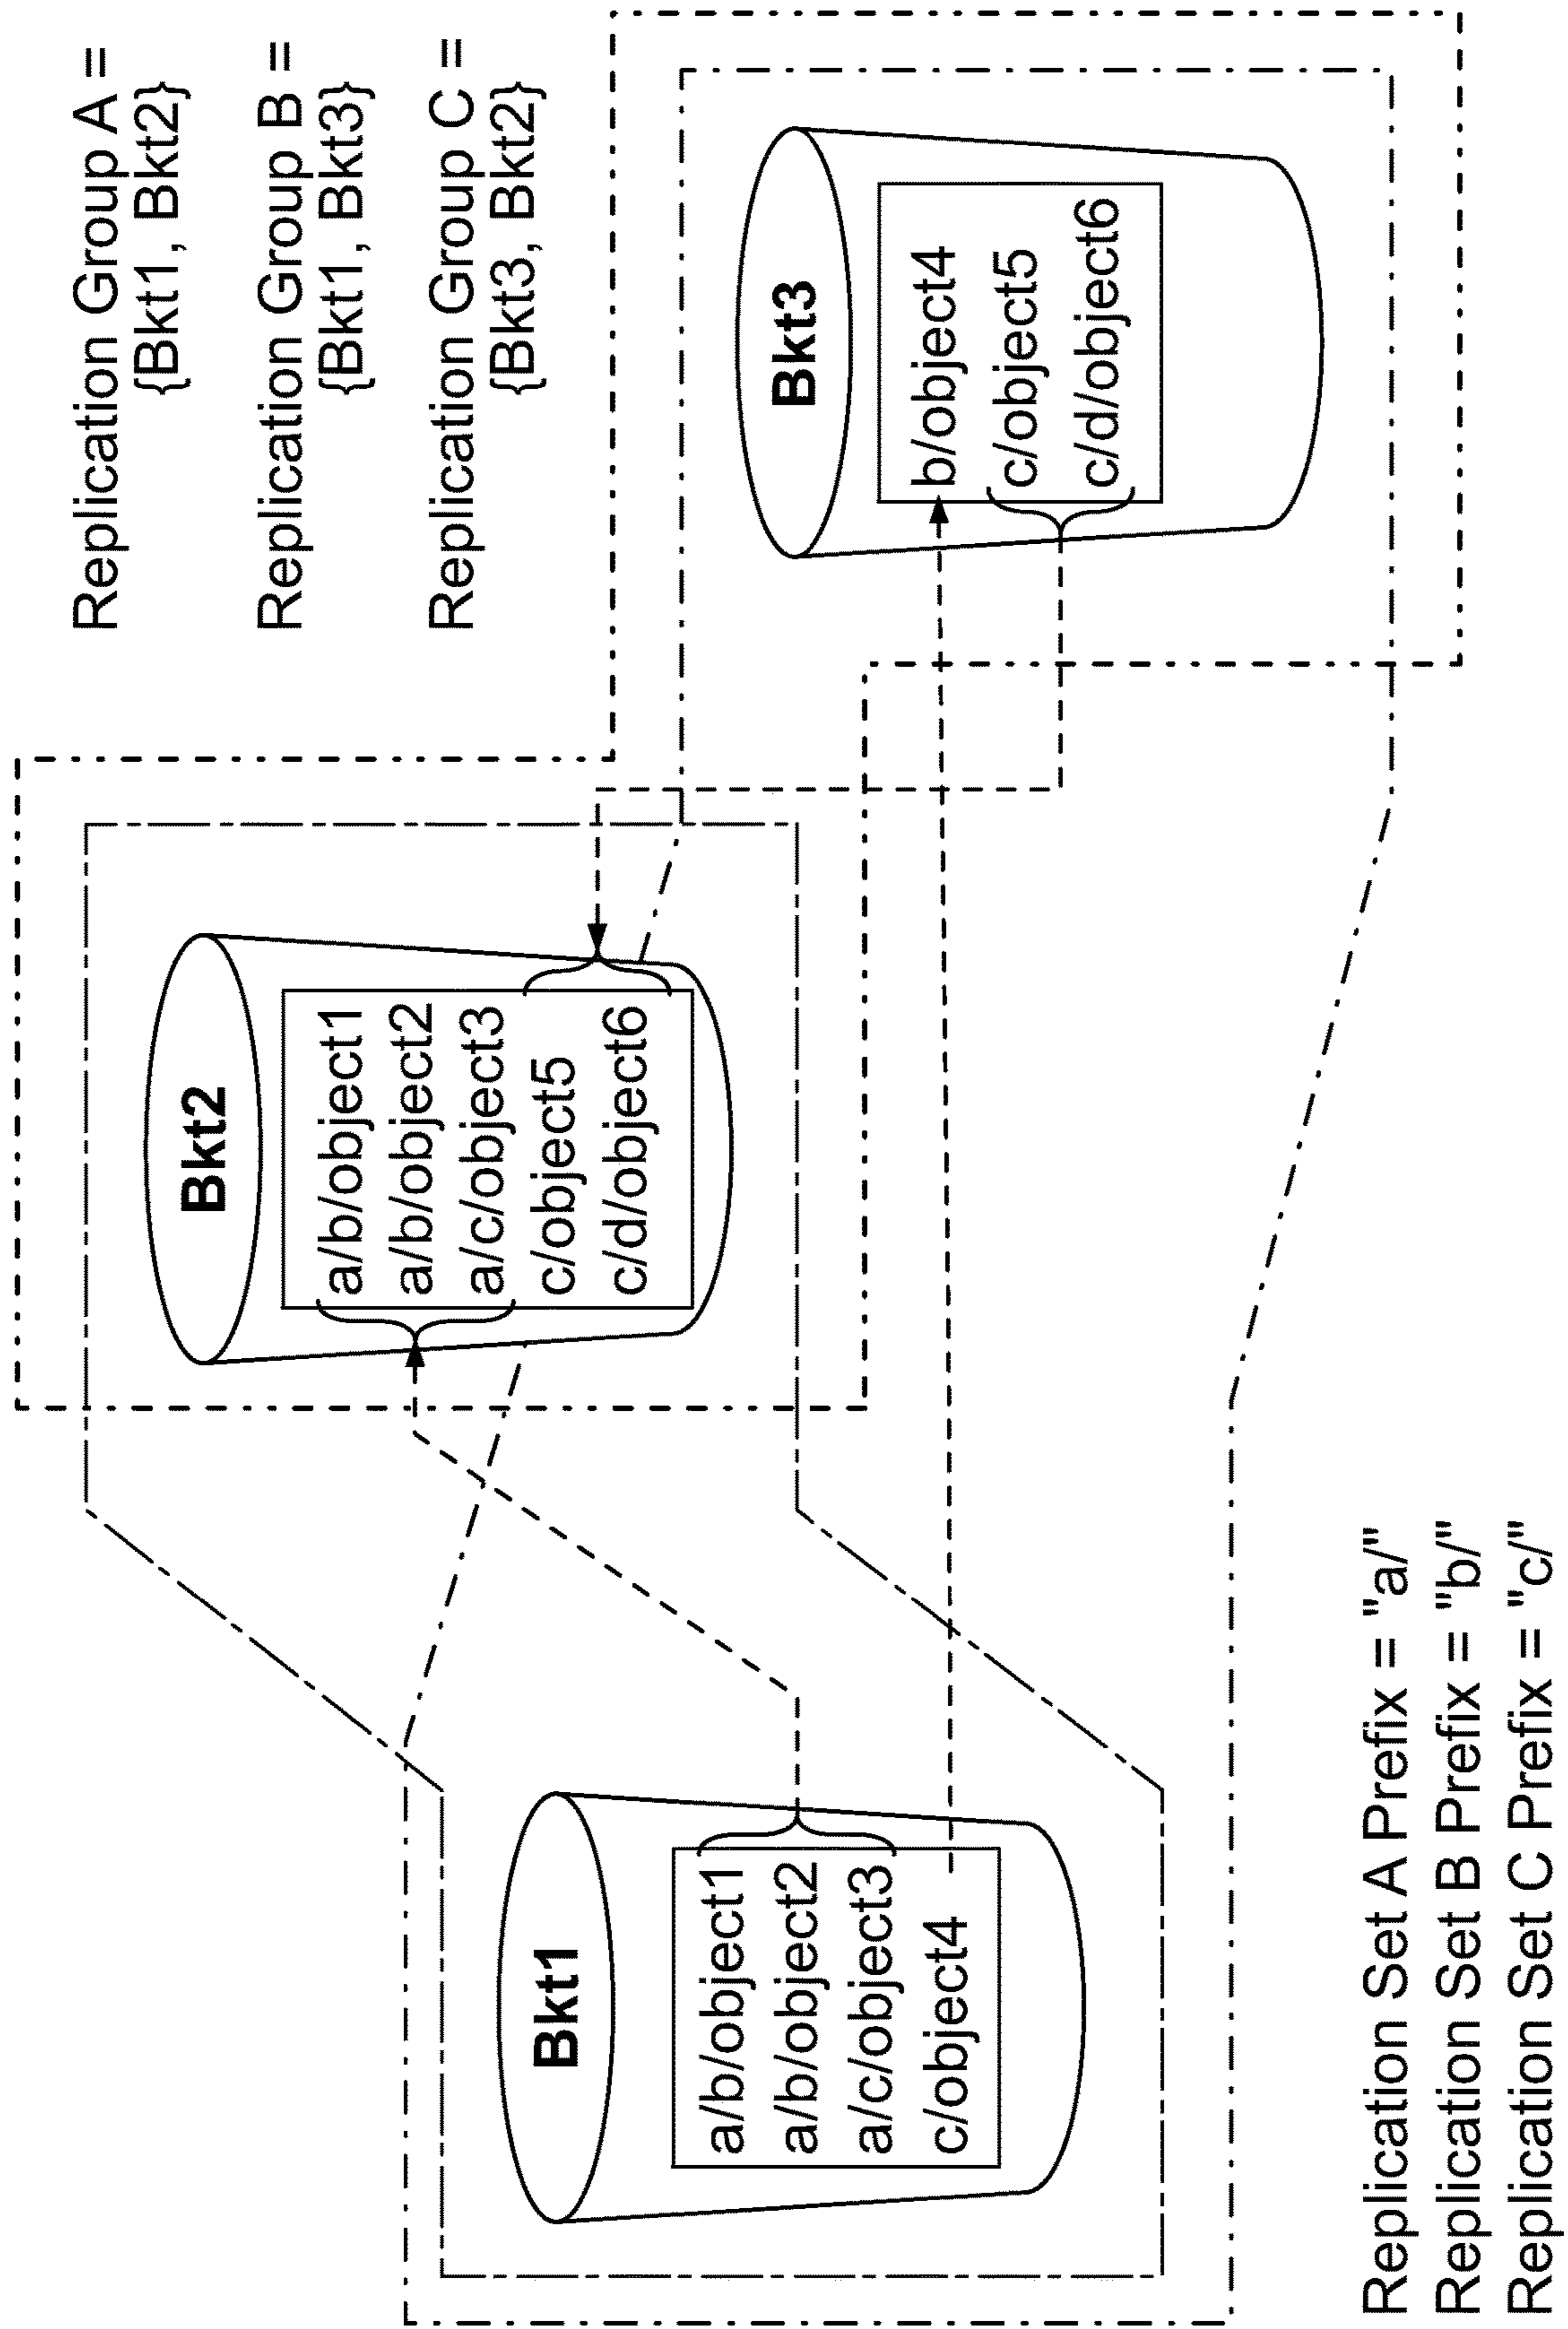 Replication Group A =
{Bkt1, Bkt2}
Replication Group B =
{Bkt1, Bkt3}
Replication Group C =
{Bkt3, Bkt2}
Bkt2
a/b/object1
a/b/object2
a/c/object3
c/object5
c/d/object6
Bkt1
a/b/object1
a/b/object2
a/c/object3
c/object4
Bkt3
b/object4
c/object5
c/d/object6
Replication Set A Prefix = "a/"
Replication Set B Prefix = "b/"
Replication Set C Prefix = "c/"